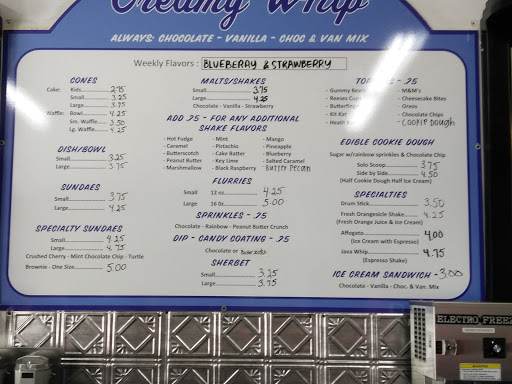 Creamy Whip
ALWAYS: CHOCOLATE - VANILLA - CHOC & VAN MIX
Weekly Flavors : BLUEBERRY & STRAWBERRY
CONES
Cake: Kids 2.75
Small 3.25
Large 3.75
Waffle: Bowl 4.25
Sm. Waffle 3.50
Lg. Waffle 4.25
DISH/BOWL
Small 3.25
Large 3.75
SUNDAES
Small 3.75
Large 4.25
SPECIALTY SUNDAES
Small 4.25
Large 4.75
Crushed Cherry - Mint Chocolate Chip - Turtle
Brownie - One Size 5.00
MALTS/SHAKES
Small 3.75
Large 4.25
Chocolate - Vanilla - Strawberry
ADD .75 - FOR ANY ADDITIONAL
SHAKE FLAVORS
• Hot Fudge • Mint • Mango
• Caramel • Pistachio • Pineapple
• Butterscotch • Cake Batter • Blueberry
• Peanut Butter • Key Lime • Salted Caramel
• Marshmallow • Black Raspberry BUTTER PECAN
FLURRIES
Small 12 oz. 4.25
Large 16 Oz. 5.00
SPRINKLES - .25
Chocolate - Rainbow - Peanut Butter Crunch
DIP - CANDY COATING - .25
Chocolate or
SHERBET
Small 3.25
Large 3.75
- .75
• Gummy • M&M's
• Reeses • Cheesecake Bites
• Oreos
• Kit Kat • Chocolate Chips
• Heath • COOKIE DOUGH
EDIBLE COOKIE DOUGH
Sugar w/rainbow sprinkles & Chocolate Chip
Solo Scoop 3.75
Side by Side 4.50
(Half Cookie Dough Half Ice Cream)
SPECIALTIES
Drum Stick 3.50
Fresh Orangesicle Shake 4.25
(Fresh Orange Juice & Ice Cream)
Affogato 4.00
(Ice Cream with Espresso)
Java Whip 4.75
(Espresso Shake)
ICE CREAM SANDWICH - 3.00
Chocolate - Vanilla - Choc. & Van. Mix
ELECTRO FREEZ